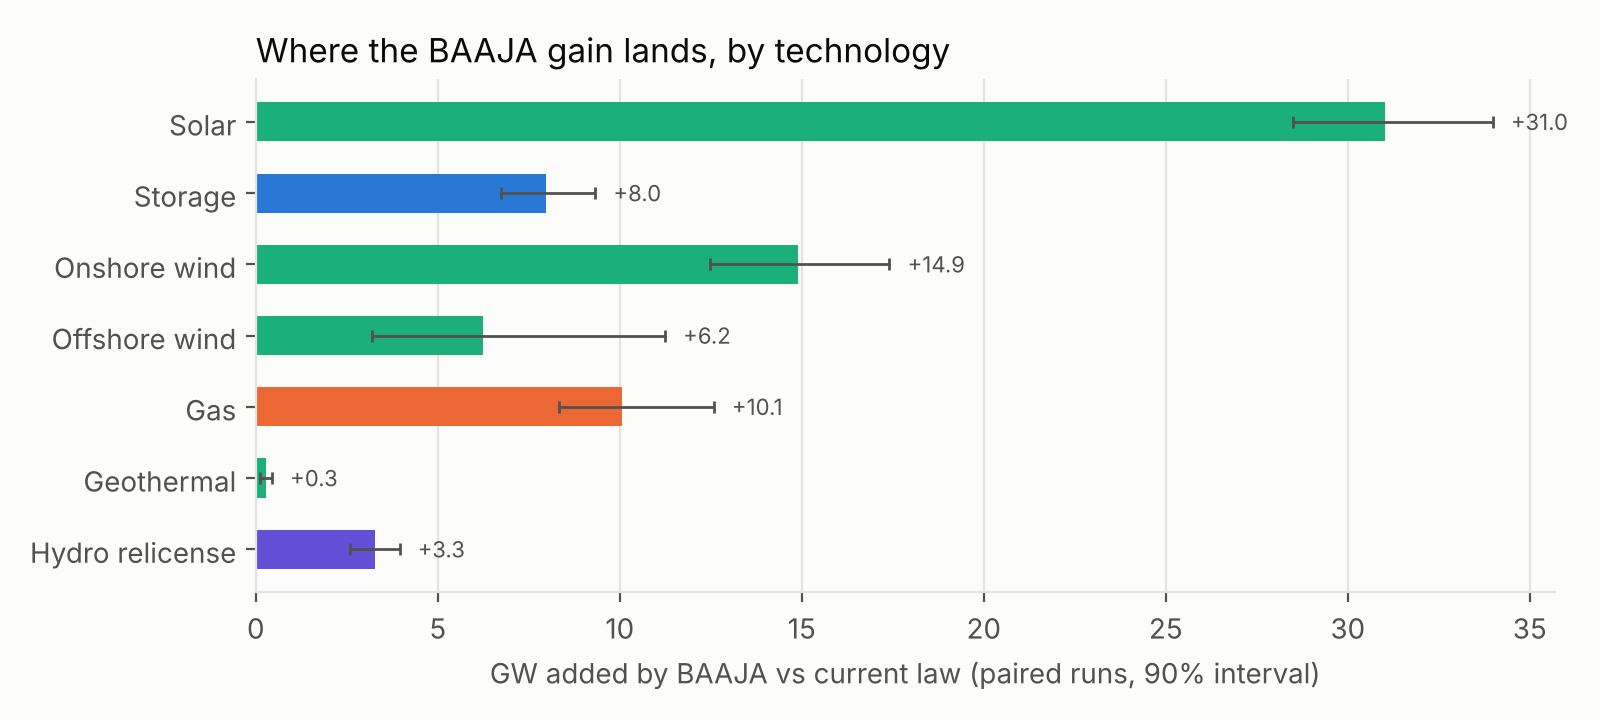 Where the BAAJA gain lands, by technology
Solar
+31.0
Storage
+8.0
Onshore wind
+14.9
Offshore wind
+6.2
Gas
+10.1
Geothermal
+0.3
Hydro relicense
+3.3
0 5 10 15 20 25 30 35
GW added by BAAJA vs current law (paired runs, 90% interval)